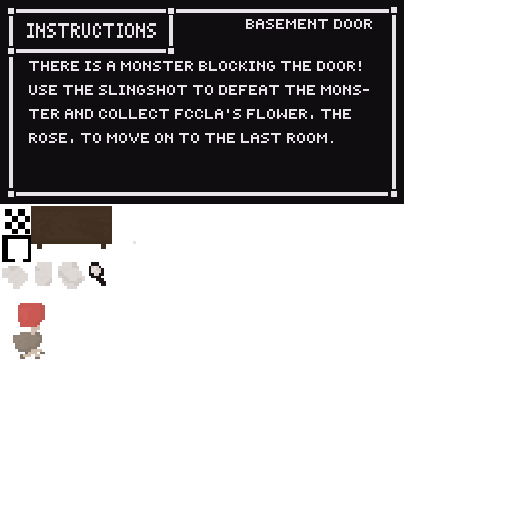 INSTRUCTIONS
BASEMENT DOOR
THERE IS A MONSTER BLOCKING THE DOOR!
USE THE SLINGSHOT TO DEFEAT THE MONS-
TER AND COLLECT FCCLA'S FLOWER, THE
ROSE, TO MOVE ON TO THE LAST ROOM.